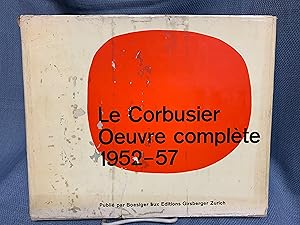 Le Corbusier
Oeuvre complète
1952–57
Publié par Boesiger aux Editions Girsberger Zurich